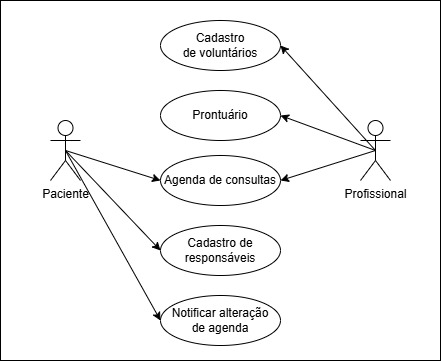 Cadastro
de voluntários
Prontuário
Agenda de consultas
Paciente
Profissional
Cadastro de
responsáveis
Notificar alteração
de agenda